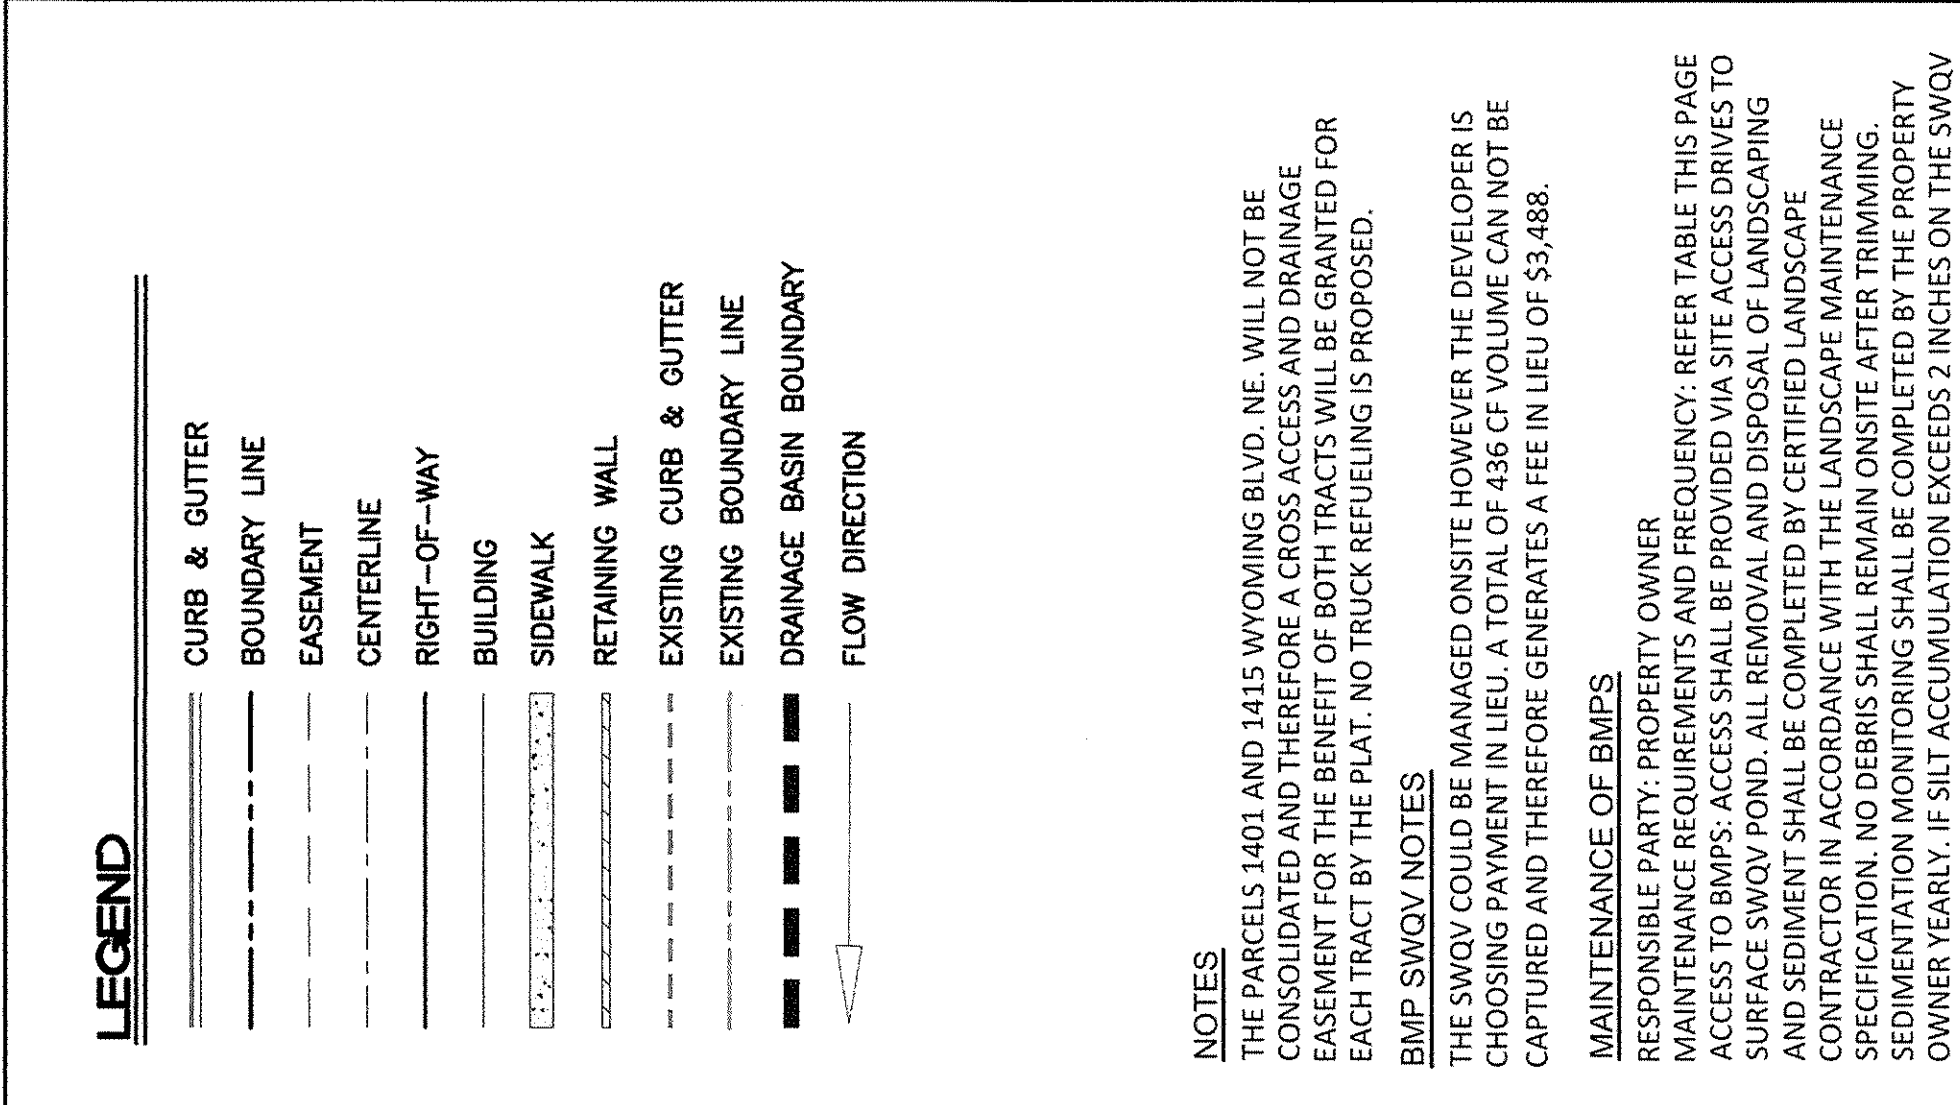 LEGEND
CURB & GUTTER
BOUNDARY LINE
EASEMENT
CENTERLINE
RIGHT-OF-WAY
BUILDING
SIDEWALK
RETAINING WALL
EXISTING CURB & GUTTER
EXISTING BOUNDARY LINE
DRAINAGE BASIN BOUNDARY
FLOW DIRECTION
NOTES
THE PARCELS 1401 AND 1415 WYOMING BLVD. NE. WILL NOT BE
CONSOLIDATED AND THEREFORE A CROSS ACCESS AND DRAINAGE
EASEMENT FOR THE BENEFIT OF BOTH TRACTS WILL BE GRANTED FOR
EACH TRACT BY THE PLAT. NO TRUCK REFUELING IS PROPOSED.
BMP SWQV NOTES
THE SWQV COULD BE MANAGED ONSITE HOWEVER THE DEVELOPER IS
CHOOSING PAYMENT IN LIEU. A TOTAL OF 436 CF VOLUME CAN NOT BE
CAPTURED AND THEREFORE GENERATES A FEE IN LIEU OF $3,488.
MAINTENANCE OF BMPS
RESPONSIBLE PARTY: PROPERTY OWNER
MAINTENANCE REQUIREMENTS AND FREQUENCY: REFER TABLE THIS PAGE
ACCESS TO BMPS: ACCESS SHALL BE PROVIDED VIA SITE ACCESS DRIVES TO
SURFACE SWQV POND. ALL REMOVAL AND DISPOSAL OF LANDSCAPING
AND SEDIMENT SHALL BE COMPLETED BY CERTIFIED LANDSCAPE
CONTRACTOR IN ACCORDANCE WITH THE LANDSCAPE MAINTENANCE
SPECIFICATION. NO DEBRIS SHALL REMAIN ONSITE AFTER TRIMMING.
SEDIMENTATION MONITORING SHALL BE COMPLETED BY THE PROPERTY
OWNER YEARLY. IF SILT ACCUMULATION EXCEEDS 2 INCHES ON THE SWQV